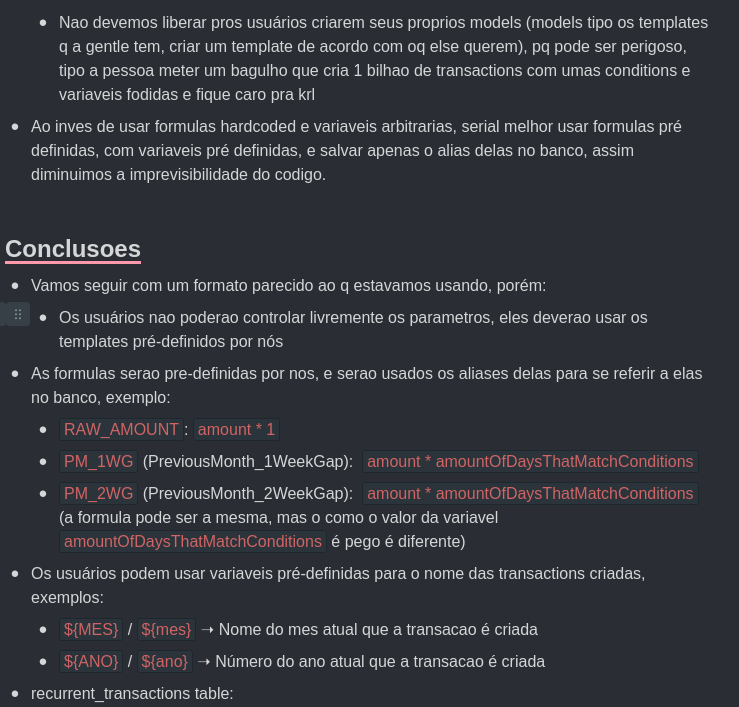 Nao devemos liberar pros usuários criarem seus proprios models (models tipo os templates
q a gentle tem, criar um template de acordo com oq else querem), pq pode ser perigoso,
tipo a pessoa meter um bagulho que cria 1 bilhao de transactions com umas conditions e
variaveis fodidas e fique caro pra krl
Ao inves de usar formulas hardcoded e variaveis arbitrarias, serial melhor usar formulas pré
definidas, com variaveis pré definidas, e salvar apenas o alias delas no banco, assim
diminuimos a imprevisibilidade do codigo.
Conclusoes
Vamos seguir com um formato parecido ao q estavamos usando, porém:
Os usuários nao poderao controlar livremente os parametros, eles deverao usar os
templates pré-definidos por nós
As formulas serao pre-definidas por nos, e serao usados os aliases delas para se referir a elas
no banco, exemplo:
RAW_AMOUNT : amount * 1
PM_1WG (PreviousMonth_1WeekGap): amount * amountOfDaysThatMatchConditions
PM_2WG (PreviousMonth_2WeekGap): amount * amountOfDaysThatMatchConditions
(a formula pode ser a mesma, mas o como o valor da variavel
amountOfDaysThatMatchConditions é pego é diferente)
Os usuários podem usar variaveis pré-definidas para o nome das transactions criadas,
exemplos:
${MES} / ${mes} → Nome do mes atual que a transacao é criada
${ANO} / ${ano} → Número do ano atual que a transacao é criada
recurrent_transactions table: